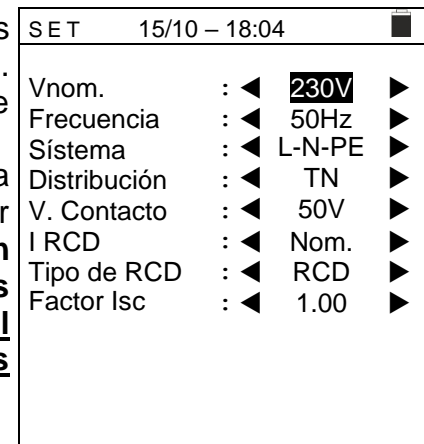 s
.
e
a
r
n
s
l
s
SET 15/10 – 18:04
Vnom. : ◀ 230V ▶
Frecuencia : ◀ 50Hz ▶
Sístema : ◀ L-N-PE ▶
Distribución : ◀ TN ▶
V. Contacto : ◀ 50V ▶
I RCD : ◀ Nom. ▶
Tipo de RCD : ◀ RCD ▶
Factor Isc : ◀ 1.00 ▶